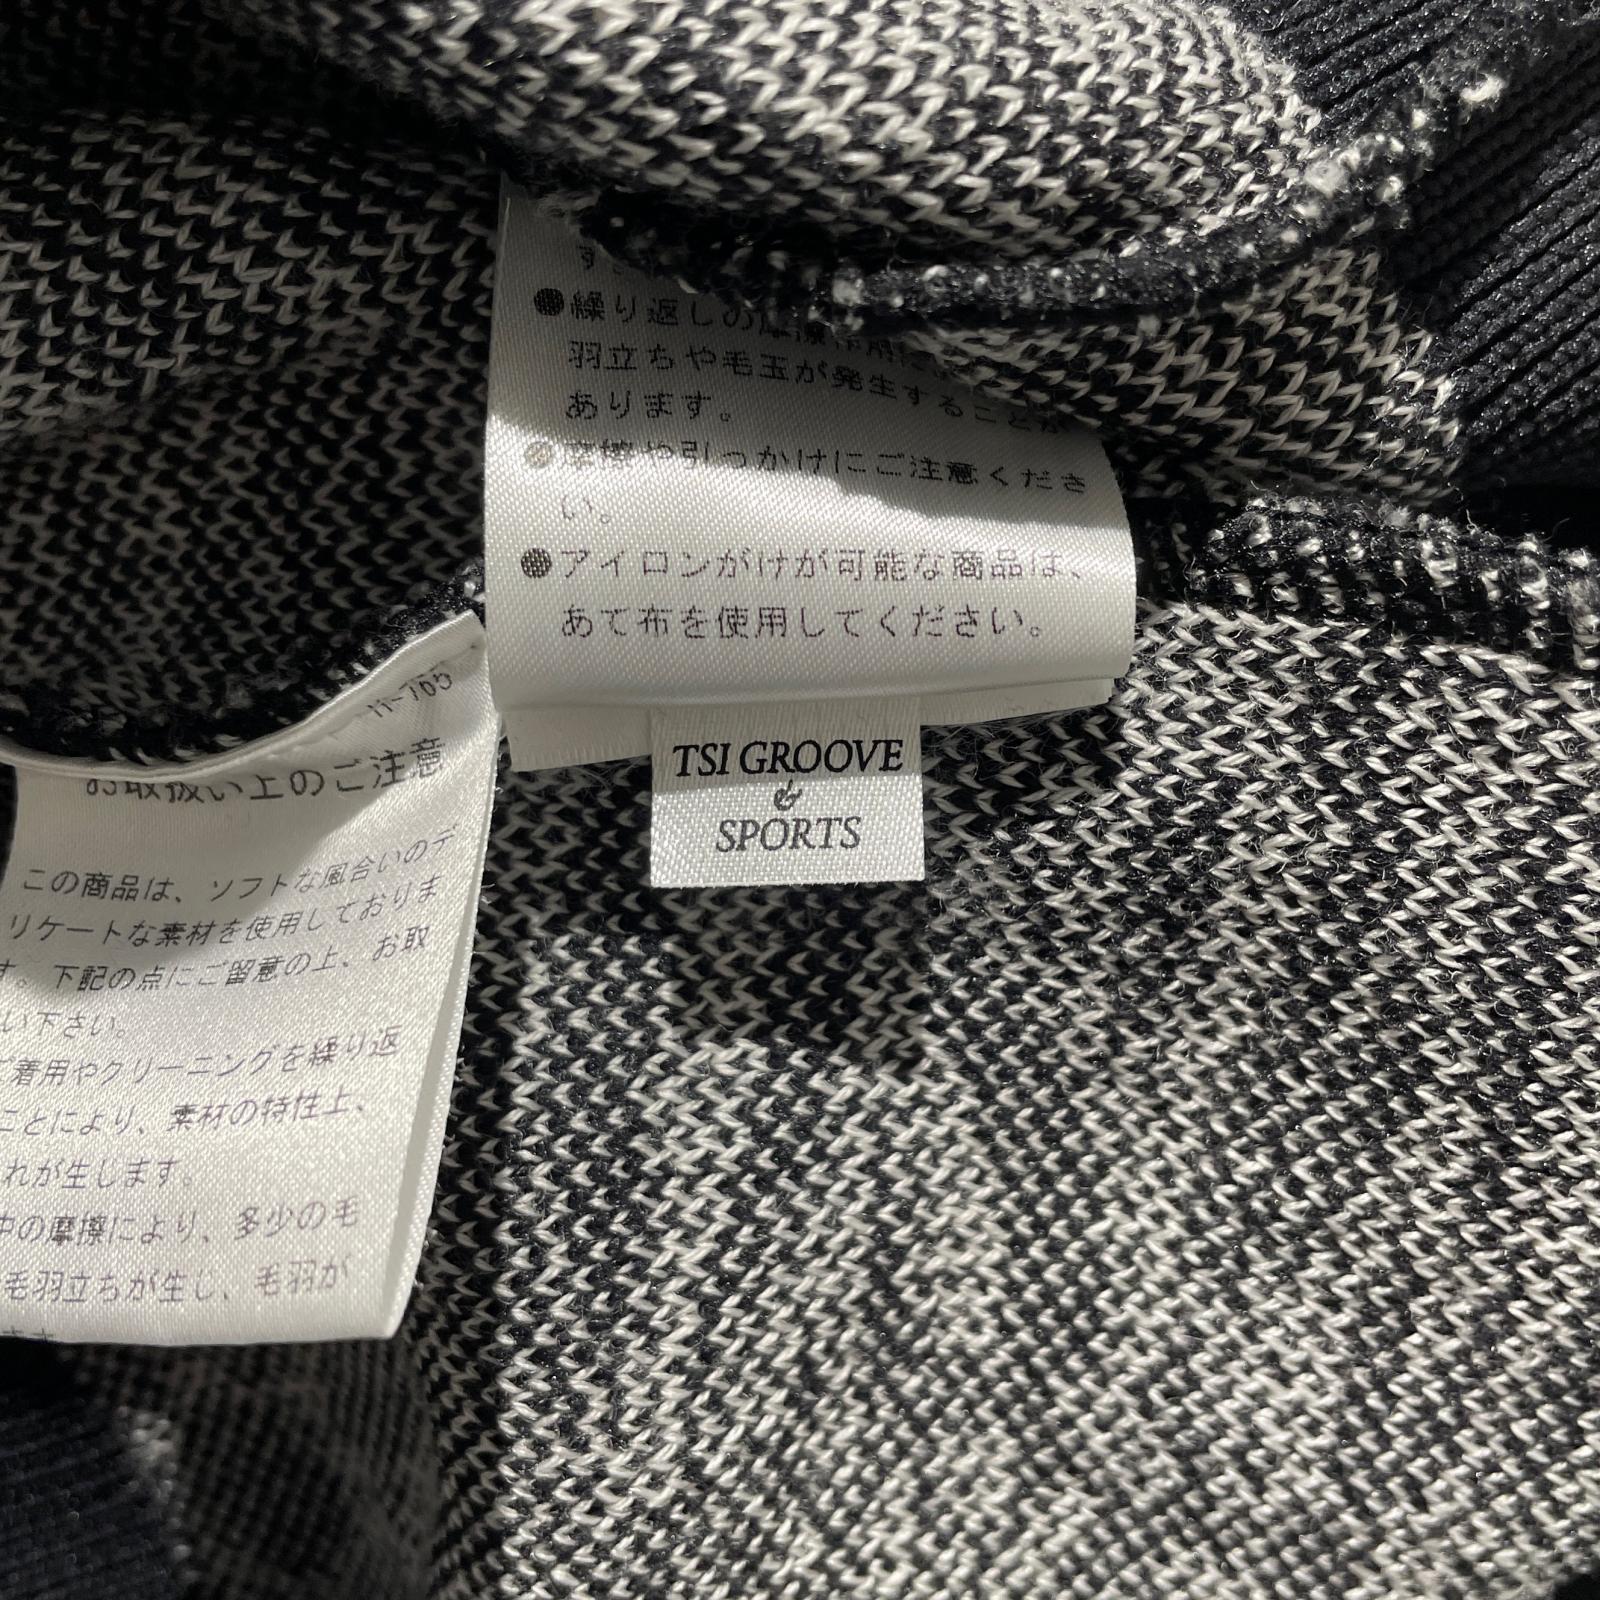 ●繰り返しの摩擦作用に
羽立ちや毛玉が発生することが
あります。
●摩擦や引っかけにご注意くださ
い。
●アイロンがけが可能な商品は、
あて布を使用してください。
TSI GROOVE
&
SPORTS
お取扱い上のご注意
この商品は、ソフトな風合いのデ
リケートな素材を使用しておりま
す。下記の点にご留意の上、お取
い下さい。
着用やクリーニングを繰り返
ことにより、素材の特性上、
れが生じます。
中の摩擦により、多少の毛
毛羽立ちが生し、毛羽が